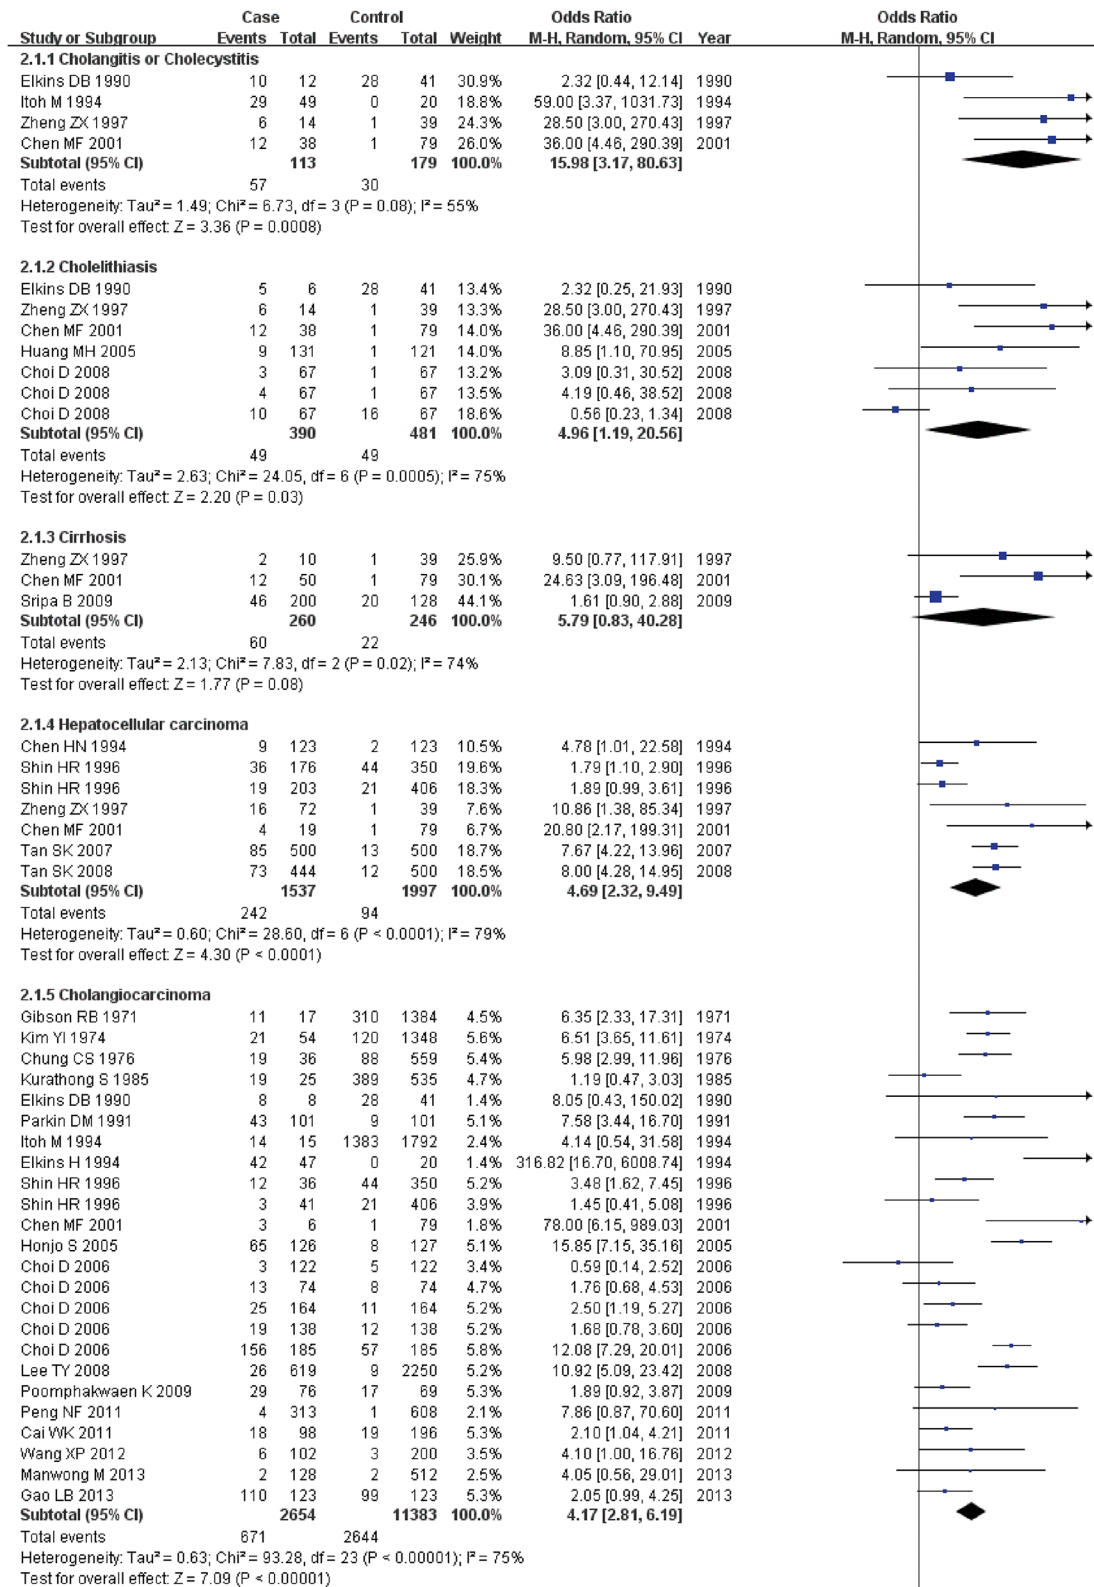 Case Control Odds Ratio Odds Ratio
Study or Subgroup Events Total Events Total Weight M-H, Random, 95% CI Year M-H, Random, 95% CI
2.1.1 Cholangitis or Cholecystitis
Elkins DB 1990 10 12 28 41 30.9% 2.32 [0.44, 12.14] 1990
Itoh M 1994 29 49 0 20 18.8% 59.00 [3.37, 1031.73] 1994
Zheng ZX 1997 6 14 1 39 24.3% 28.50 [3.00, 270.43] 1997
Chen MF 2001 12 38 1 79 26.0% 36.00 [4.46, 290.39] 2001
Subtotal (95% CI) 113 179 100.0% 15.98 [3.17, 80.63]
Total events 57 30
Heterogeneity: Tau² = 1.49; Chi² = 6.73, df = 3 (P = 0.08); I² = 55%
Test for overall effect: Z = 3.36 (P = 0.0008)
2.1.2 Cholelithiasis
Elkins DB 1990 5 6 28 41 13.4% 2.32 [0.25, 21.93] 1990
Zheng ZX 1997 6 14 1 39 13.3% 28.50 [3.00, 270.43] 1997
Chen MF 2001 12 38 1 79 14.0% 36.00 [4.46, 290.39] 2001
Huang MH 2005 9 131 1 121 14.0% 8.85 [1.10, 70.95] 2005
Choi D 2008 3 67 1 67 13.2% 3.09 [0.31, 30.52] 2008
Choi D 2008 4 67 1 67 13.5% 4.19 [0.46, 38.52] 2008
Choi D 2008 10 67 16 67 18.6% 0.56 [0.23, 1.34] 2008
Subtotal (95% CI) 390 481 100.0% 4.96 [1.19, 20.56]
Total events 49 49
Heterogeneity: Tau² = 2.63; Chi² = 24.05, df = 6 (P = 0.0005); I² = 75%
Test for overall effect: Z = 2.20 (P = 0.03)
2.1.3 Cirrhosis
Zheng ZX 1997 2 10 1 39 25.9% 9.50 [0.77, 117.91] 1997
Chen MF 2001 12 50 1 79 30.1% 24.63 [3.09, 196.48] 2001
Sripa B 2009 46 200 20 128 44.1% 1.61 [0.90, 2.88] 2009
Subtotal (95% CI) 260 246 100.0% 5.79 [0.83, 40.28]
Total events 60 22
Heterogeneity: Tau² = 2.13; Chi² = 7.83, df = 2 (P = 0.02); I² = 74%
Test for overall effect: Z = 1.77 (P = 0.08)
2.1.4 Hepatocellular carcinoma
Chen HN 1994 9 123 2 123 10.5% 4.78 [1.01, 22.58] 1994
Shin HR 1996 36 176 44 350 19.6% 1.79 [1.10, 2.90] 1996
Shin HR 1996 19 203 21 406 18.3% 1.89 [0.99, 3.61] 1996
Zheng ZX 1997 16 72 1 39 7.6% 10.86 [1.38, 85.34] 1997
Chen MF 2001 4 19 1 79 6.7% 20.80 [2.17, 199.31] 2001
Tan SK 2007 85 500 13 500 18.7% 7.67 [4.22, 13.96] 2007
Tan SK 2008 73 444 12 500 18.5% 8.00 [4.28, 14.95] 2008
Subtotal (95% CI) 1537 1997 100.0% 4.69 [2.32, 9.49]
Total events 242 94
Heterogeneity: Tau² = 0.60; Chi² = 28.60, df = 6 (P < 0.0001); I² = 79%
Test for overall effect: Z = 4.30 (P < 0.0001)
2.1.5 Cholangiocarcinoma
Gibson RB 1971 11 17 310 1384 4.5% 6.35 [2.33, 17.31] 1971
Kim YI 1974 21 54 120 1348 5.6% 6.51 [3.65, 11.61] 1974
Chung CS 1976 19 36 88 559 5.4% 5.98 [2.99, 11.96] 1976
Kurathong S 1985 19 25 389 535 4.7% 1.19 [0.47, 3.03] 1985
Elkins DB 1990 8 8 28 41 1.4% 8.05 [0.43, 150.02] 1990
Parkin DM 1991 43 101 9 101 5.1% 7.58 [3.44, 16.70] 1991
Itoh M 1994 14 15 1383 1792 2.4% 4.14 [0.54, 31.58] 1994
Elkins H 1994 42 47 0 20 1.4% 316.82 [16.70, 6008.74] 1994
Shin HR 1996 12 36 44 350 5.2% 3.48 [1.62, 7.45] 1996
Shin HR 1996 3 41 21 406 3.9% 1.45 [0.41, 5.08] 1996
Chen MF 2001 3 6 1 79 1.8% 78.00 [6.15, 989.03] 2001
Honjo S 2005 65 126 8 127 5.1% 15.85 [7.15, 35.16] 2005
Choi D 2006 3 122 5 122 3.4% 0.59 [0.14, 2.52] 2006
Choi D 2006 13 74 8 74 4.7% 1.76 [0.68, 4.53] 2006
Choi D 2006 25 164 11 164 5.2% 2.50 [1.19, 5.27] 2006
Choi D 2006 19 138 12 138 5.2% 1.68 [0.78, 3.60] 2006
Choi D 2006 156 185 57 185 5.8% 12.08 [7.29, 20.01] 2006
Lee TY 2008 26 619 9 2250 5.2% 10.92 [5.09, 23.42] 2008
Poomphakwaen K 2009 29 76 17 69 5.3% 1.89 [0.92, 3.87] 2009
Peng NF 2011 4 313 1 608 2.1% 7.86 [0.87, 70.60] 2011
Cai WK 2011 18 98 19 196 5.3% 2.10 [1.04, 4.21] 2011
Wang XP 2012 6 102 3 200 3.5% 4.10 [1.00, 16.76] 2012
Manwong M 2013 2 128 2 512 2.5% 4.05 [0.56, 29.01] 2013
Gao LB 2013 110 123 99 123 5.3% 2.05 [0.99, 4.25] 2013
Subtotal (95% CI) 2654 11383 100.0% 4.17 [2.81, 6.19]
Total events 671 2644
Heterogeneity: Tau² = 0.63; Chi² = 93.28, df = 23 (P < 0.00001); I² = 75%
Test for overall effect: Z = 7.09 (P < 0.00001)